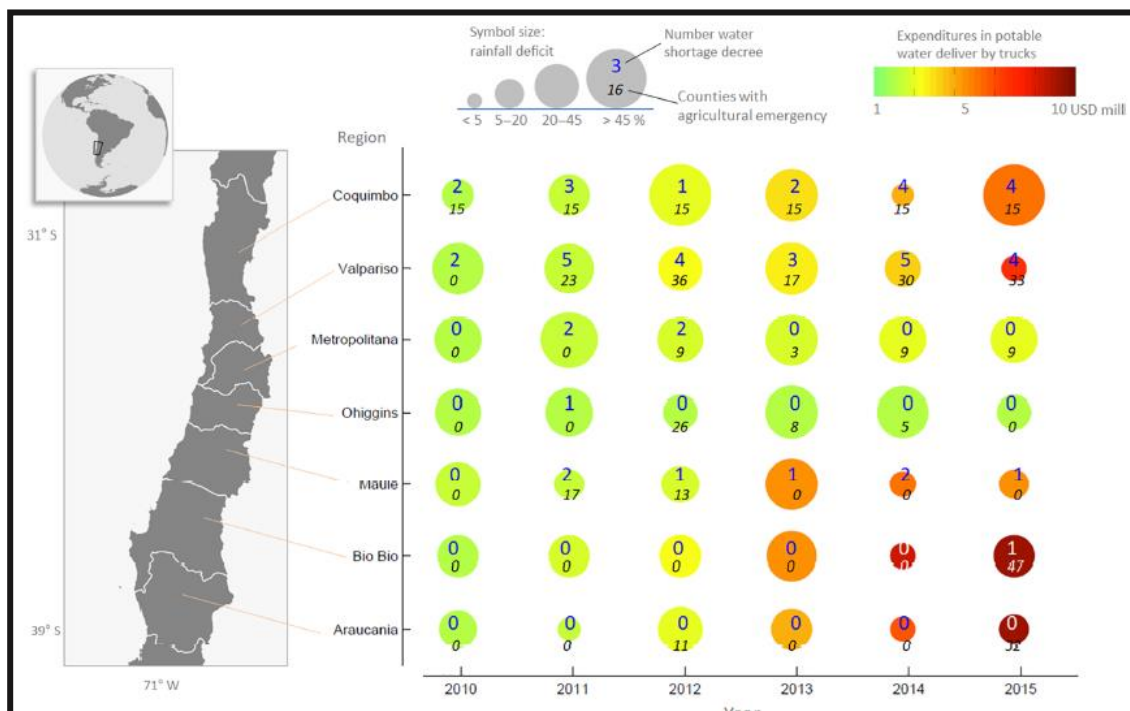 Symbol size:
rainfall deficit
Number water
shortage decree
3
16
Counties with
agricultural emergency
< 5 5–20 20–45 > 45 %
Expenditures in potable
water deliver by trucks
1 5 10 USD mill
Region
31° S
39° S
71° W
Coquimbo
2 3 1 2 4 4
15 15 15 15 15 15
Valpariso
2 5 4 3 5 4
0 23 36 17 30 33
Metropolitana
0 2 2 0 0 0
0 0 9 3 9 9
Ohiggins
0 1 0 0 0 0
0 0 26 8 5 0
Maule
0 2 1 1 2 1
0 17 13 0 0 0
Bio Bio
0 0 0 0 0 1
0 0 0 0 0 47
Araucania
0 0 0 0 0 0
0 0 11 0 0 32
2010 2011 2012 2013 2014 2015
Year